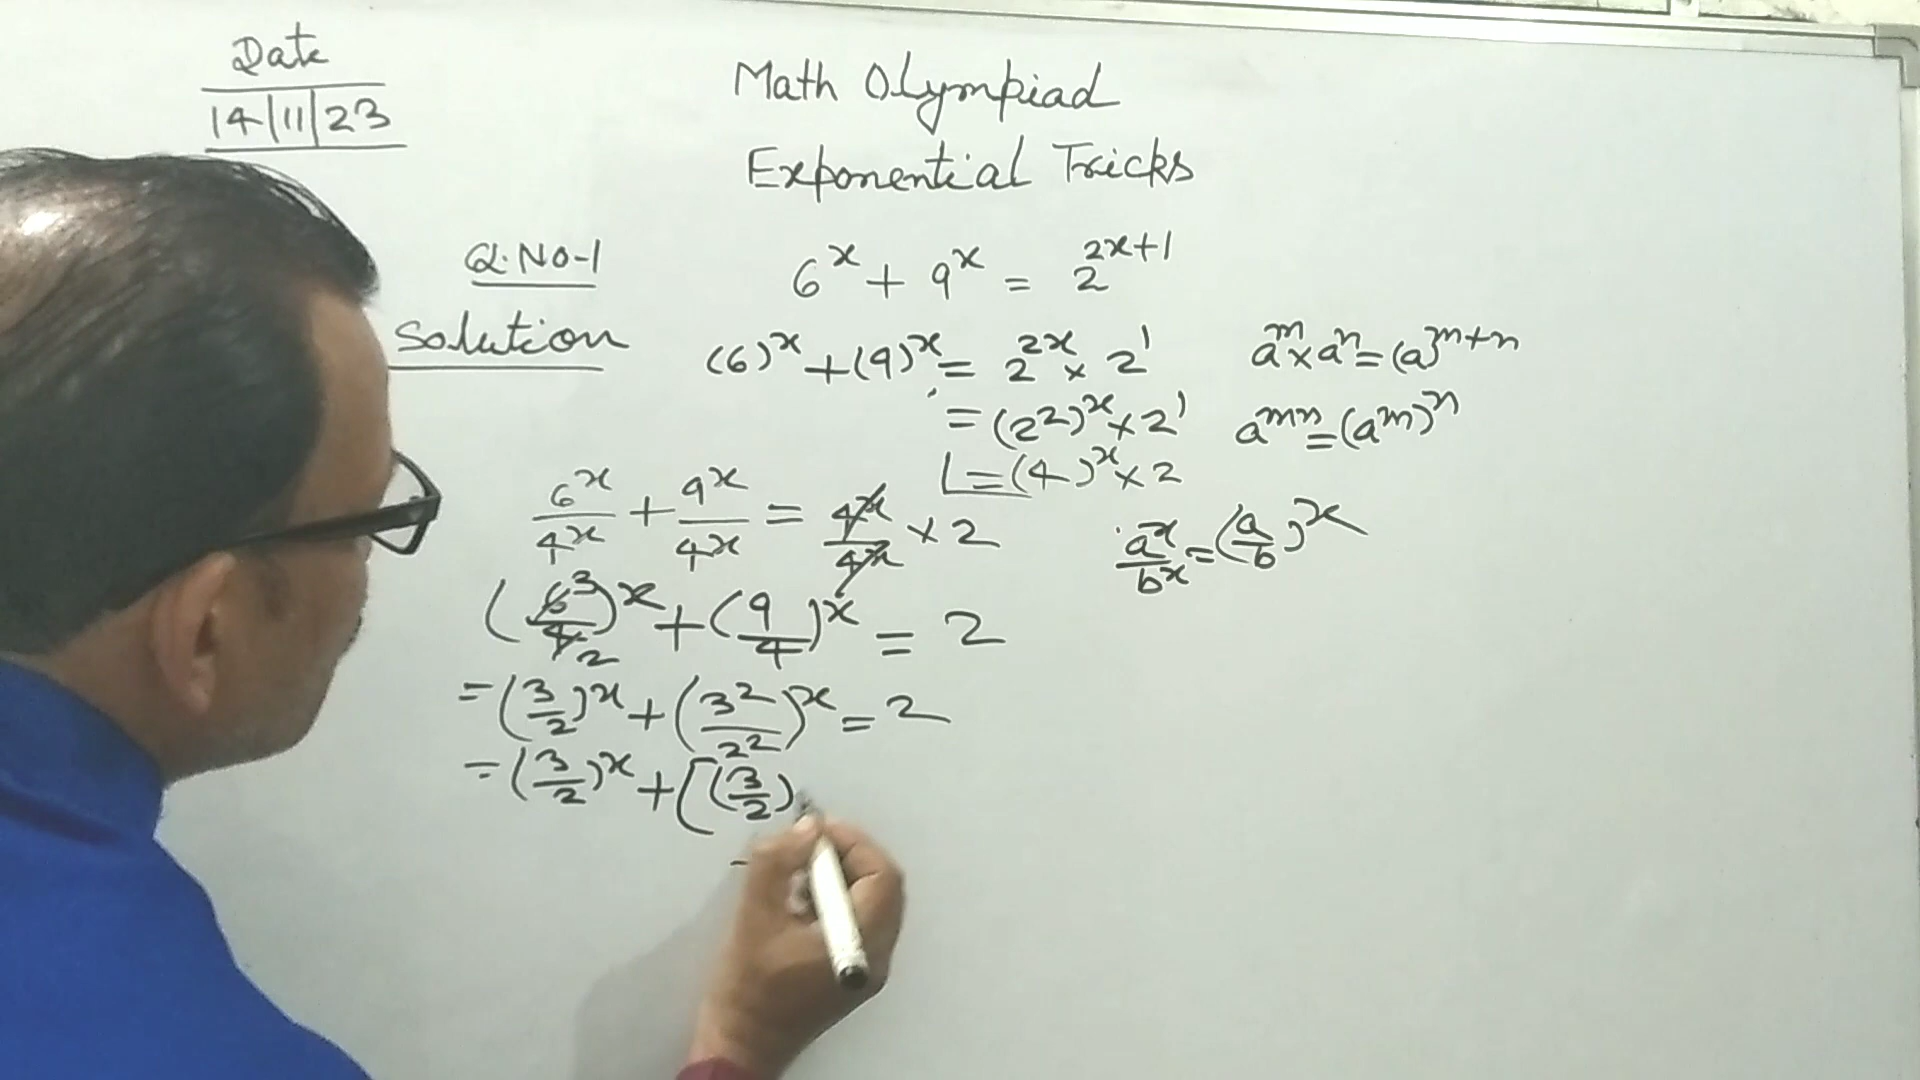 Date
14|11|23
Math Olympiad
Exponential Tricks
Q.No-1
6^x + 9^x = 2^(2x+1)
Solution
(6)^x + (9)^x = 2^(2x) × 2^1
a^m × a^n = (a)^(m+n)
= (2^2)^x × 2^1
a^(mn) = (a^m)^n
L = (4)^x × 2
6^x/4^x + 9^x/4^x = 4^x/4^x × 2
a^x/b^x = (a/b)^x
(6 3/4 2)^x + (9/4)^x = 2
= (3/2)^x + (3^2/2^2)^x = 2
= (3/2)^x + [(3/2)